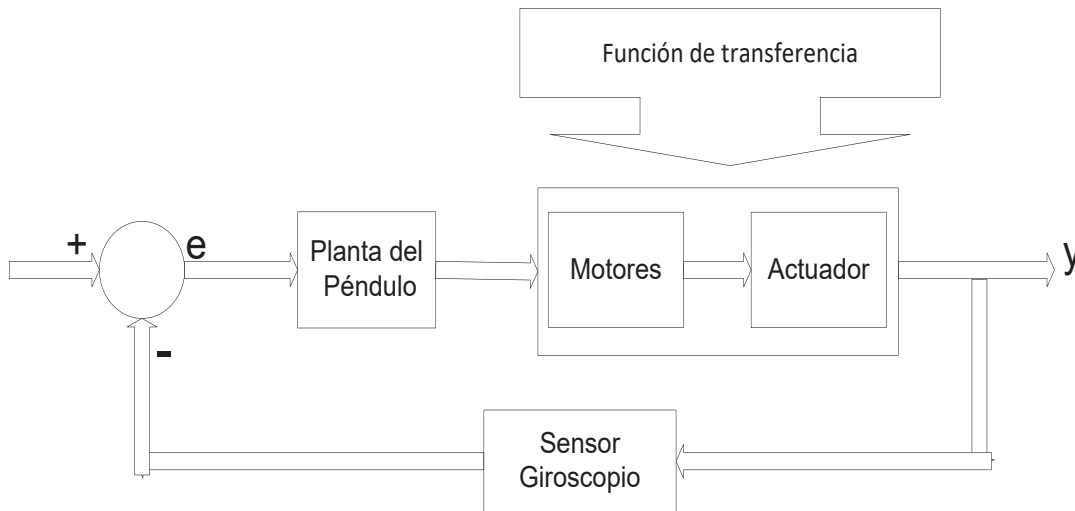 Función de transferencia
+
e
Planta del
Péndulo
Motores
Actuador
y
-
Sensor
Giroscopio